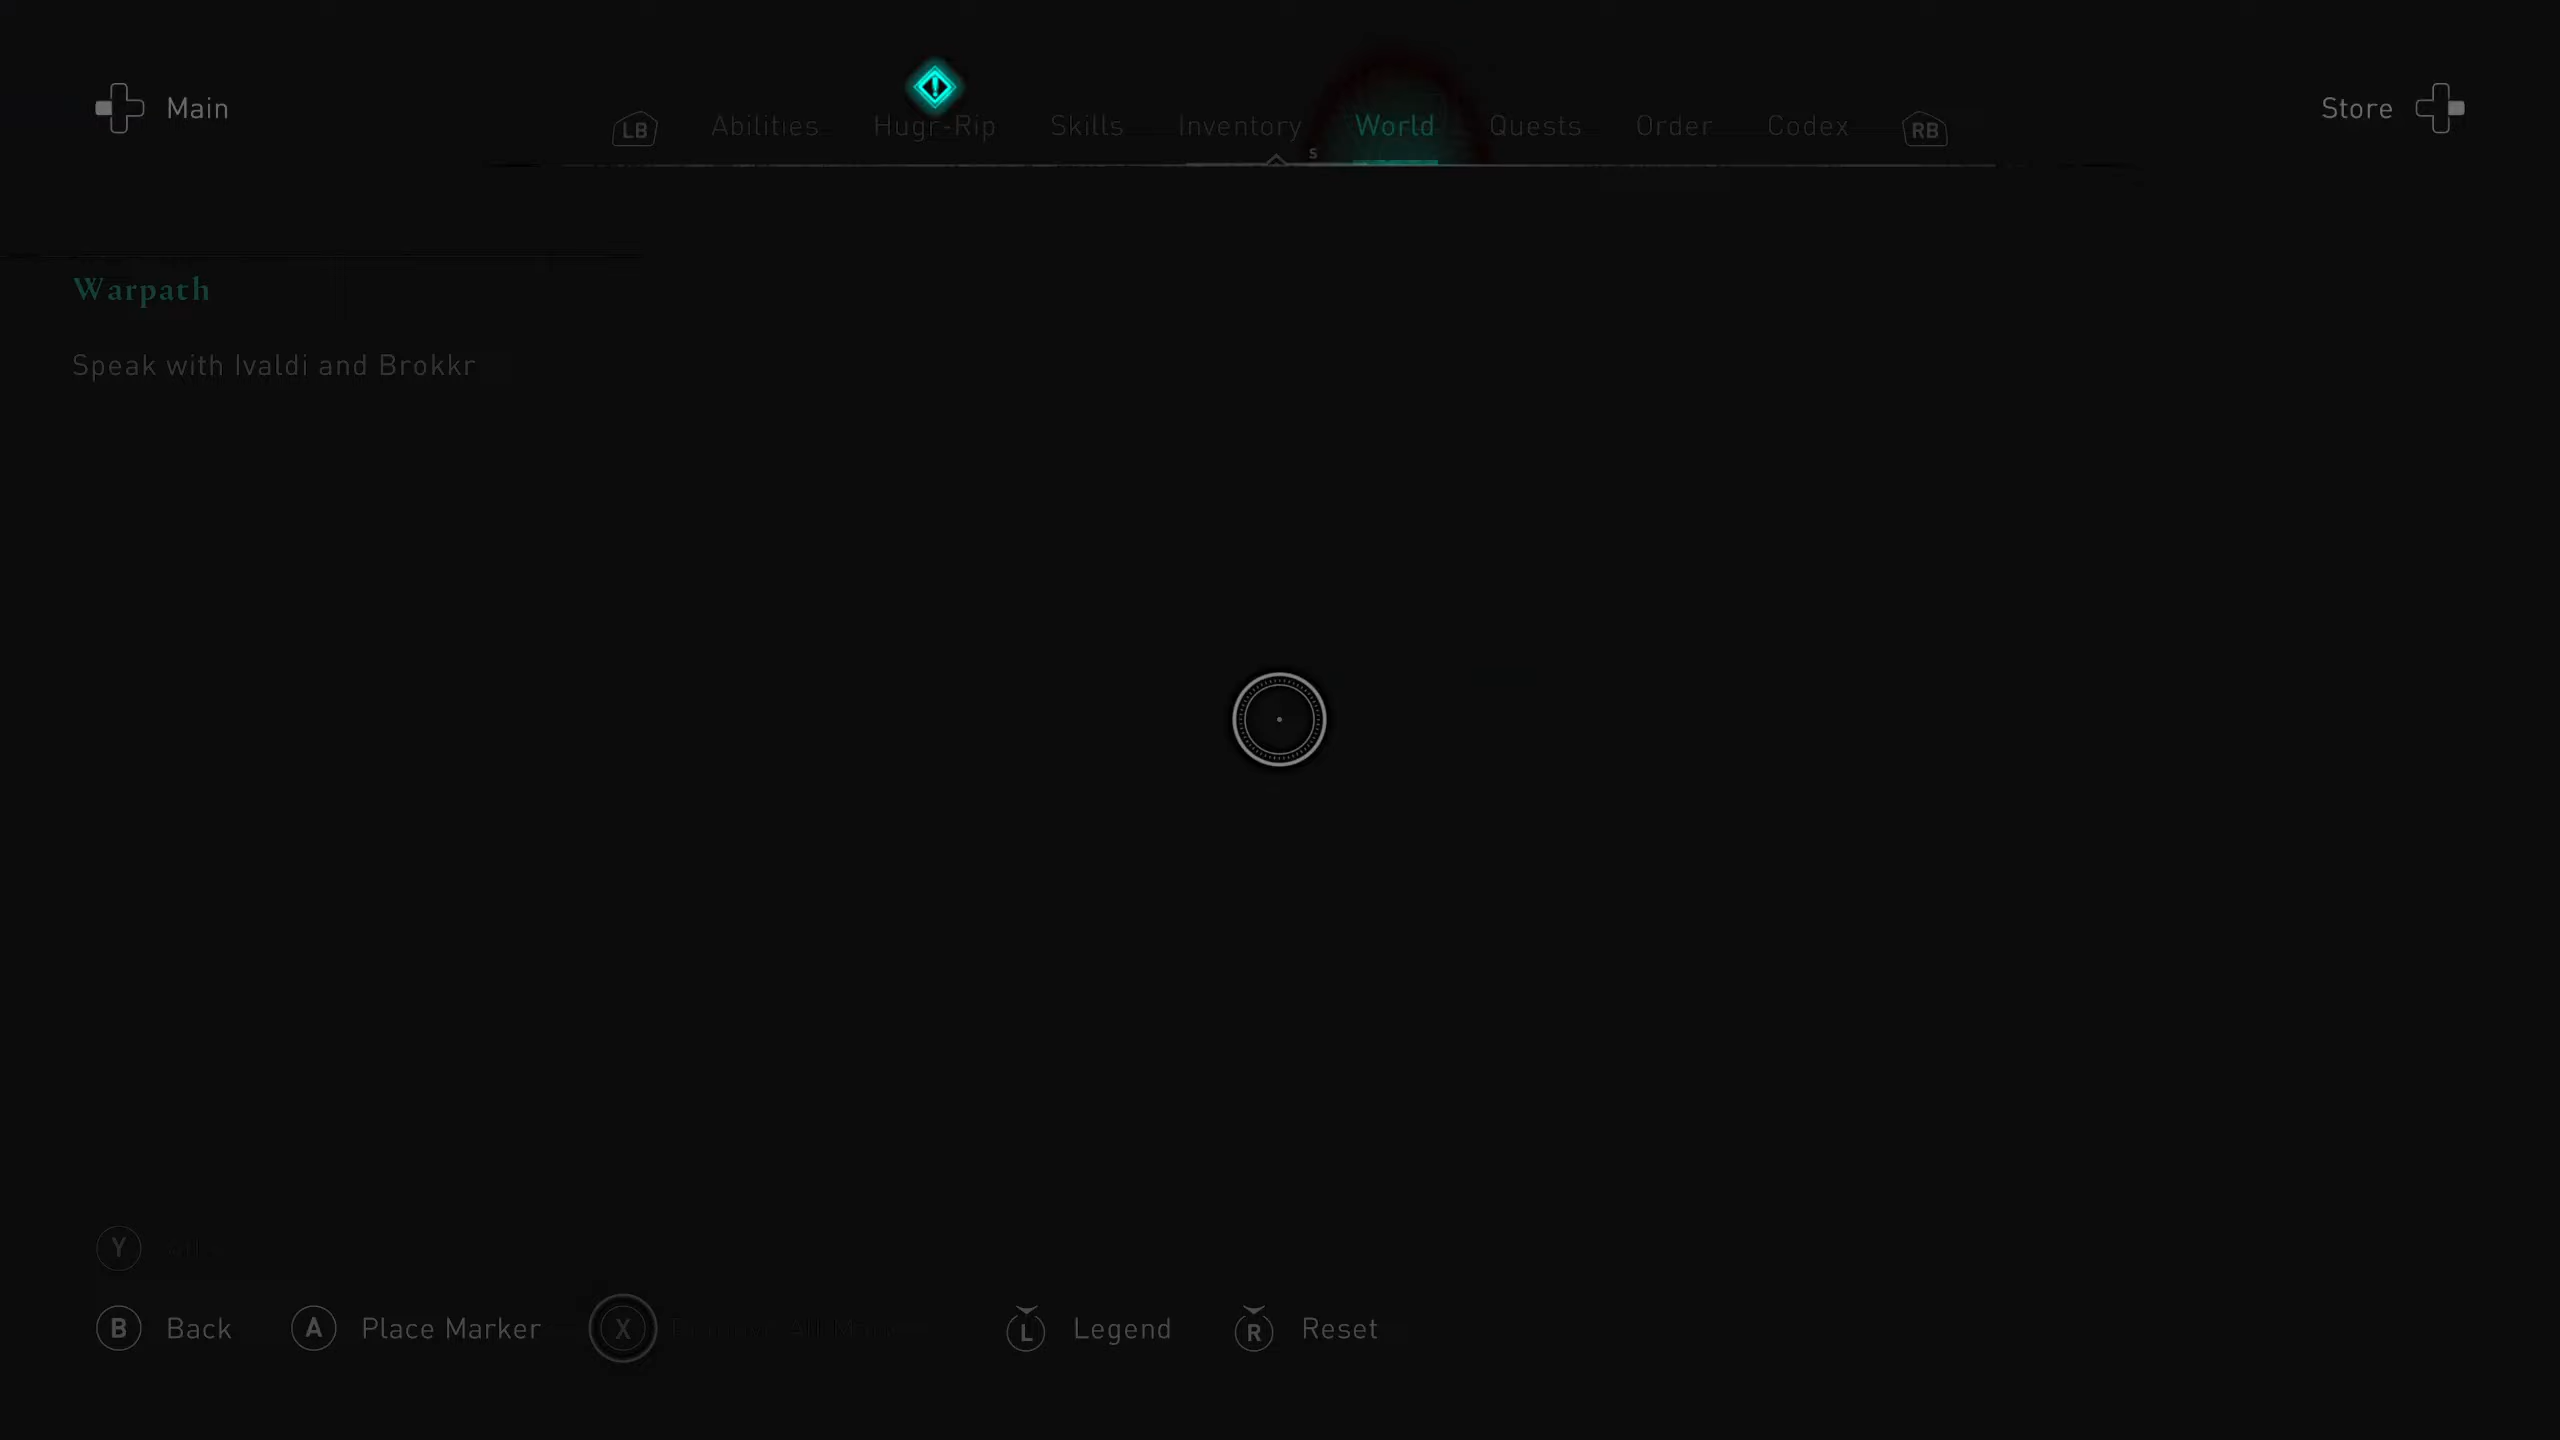 Main
LB Abilities Hugr-Rip Skills Inventory World Quests Order Codex RB
Store
S
Warpath
Speak with Ivaldi and Brokkr
Y
B Back A Place Marker X L Legend R Reset